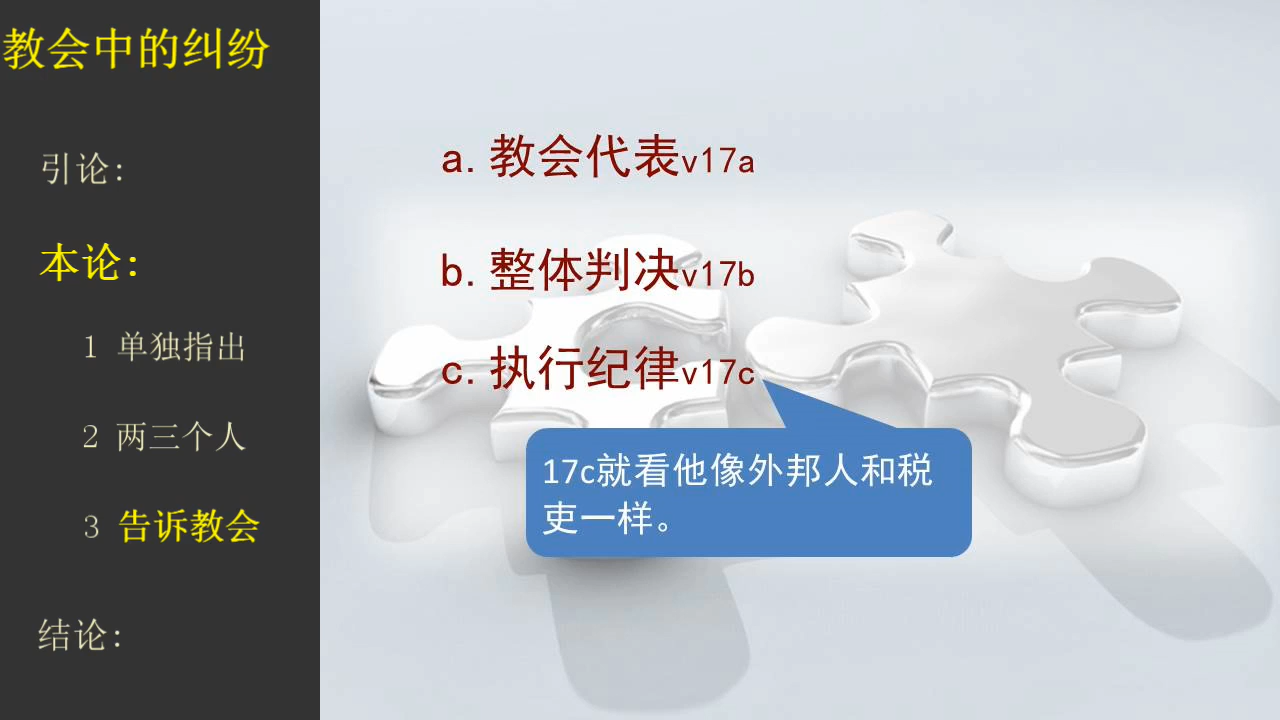 教会中的纠纷
引论:
本论:
1 单独指出
2 两三个人
3 告诉教会
结论:
a.教会代表v17a
b.整体判决v17b
c.执行纪律v17c
17c就看他像外邦人和税
吏一样。